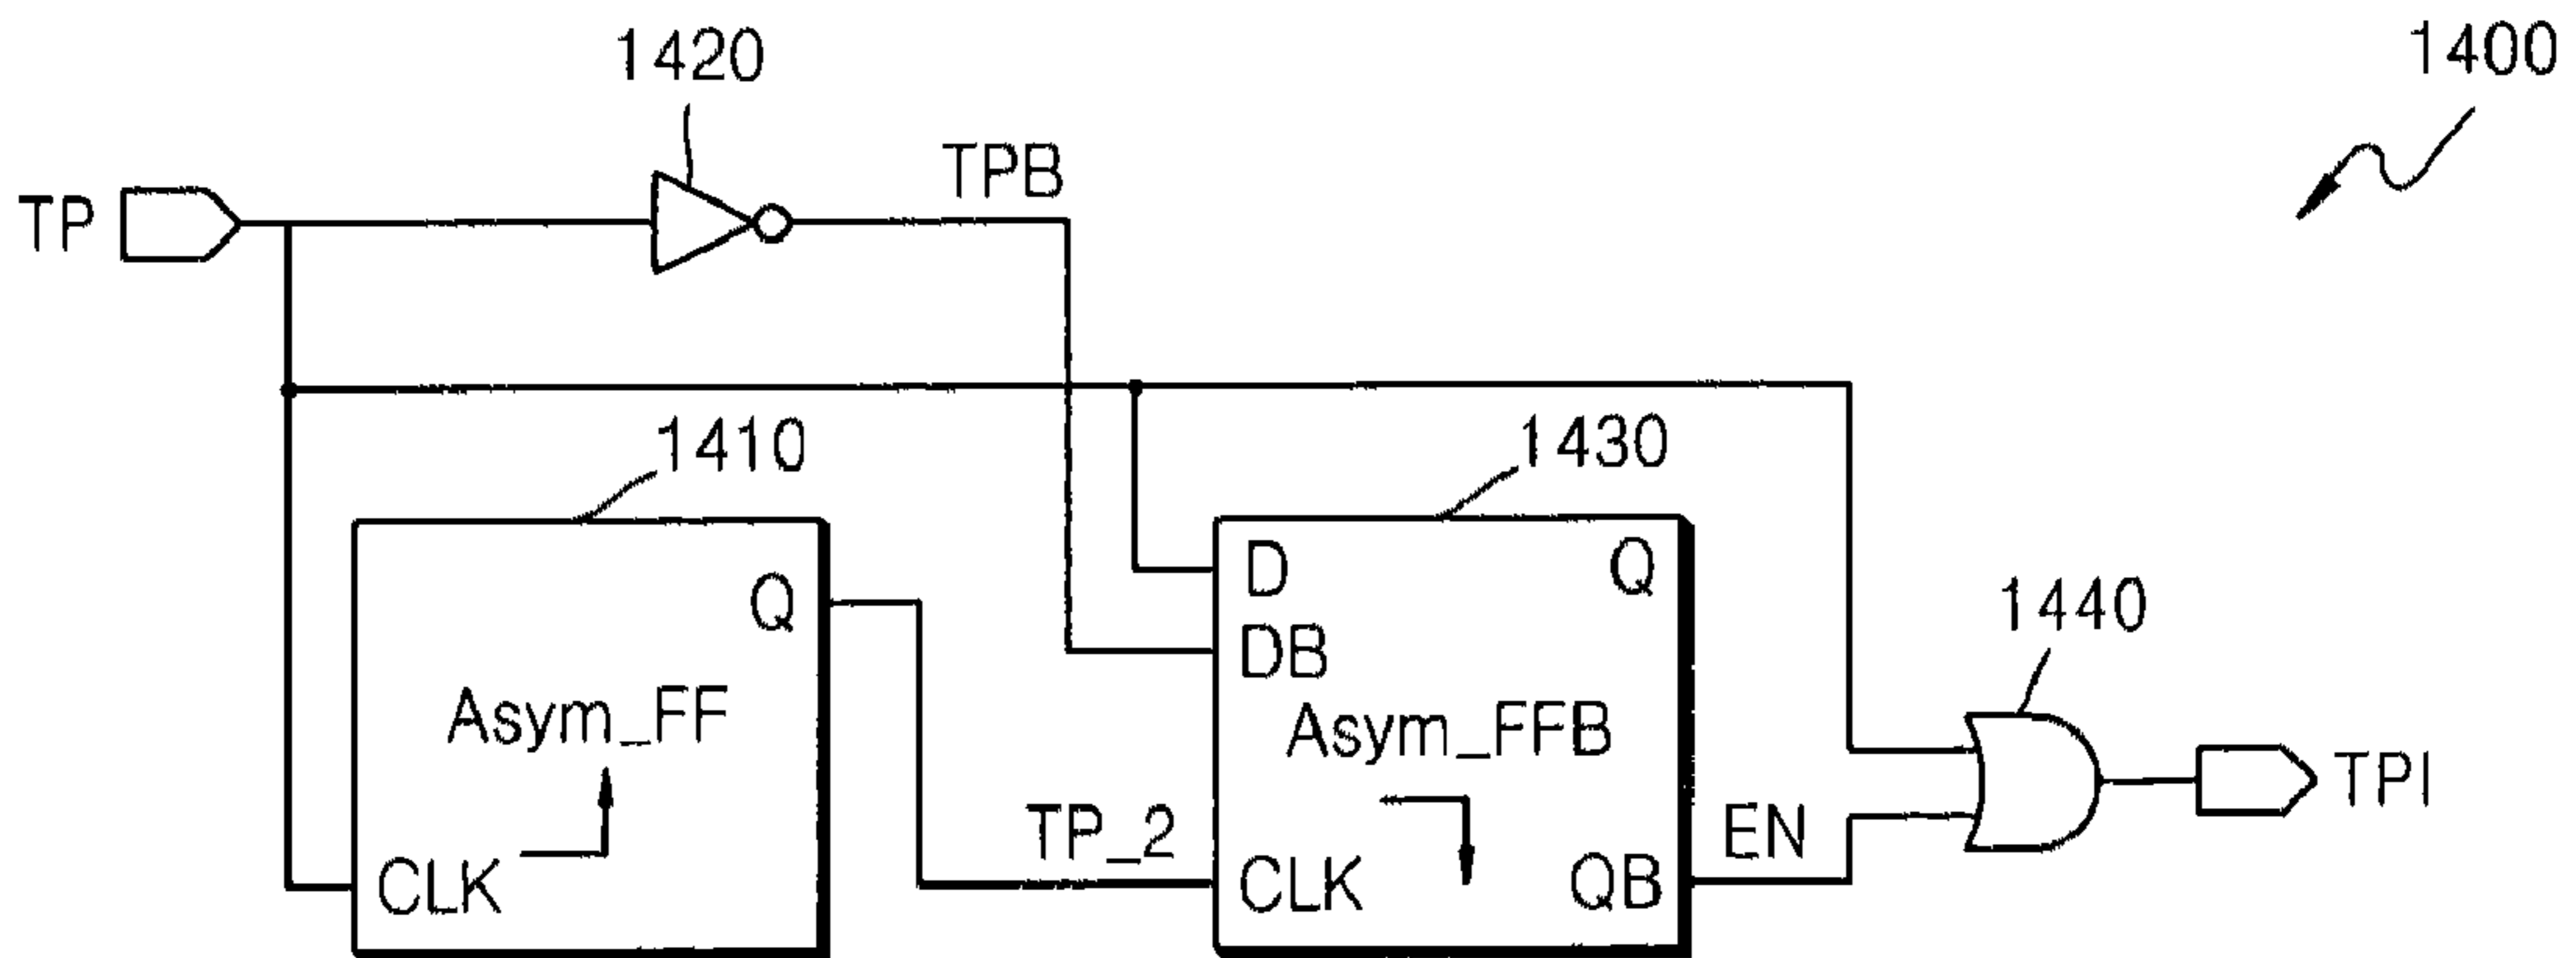 1420
1400
TP
TPB
1410
1430
Q
D
Q
DB
1440
Asym_FF
Asym_FFB
TP_2
EN
TPI
CLK
CLK
QB